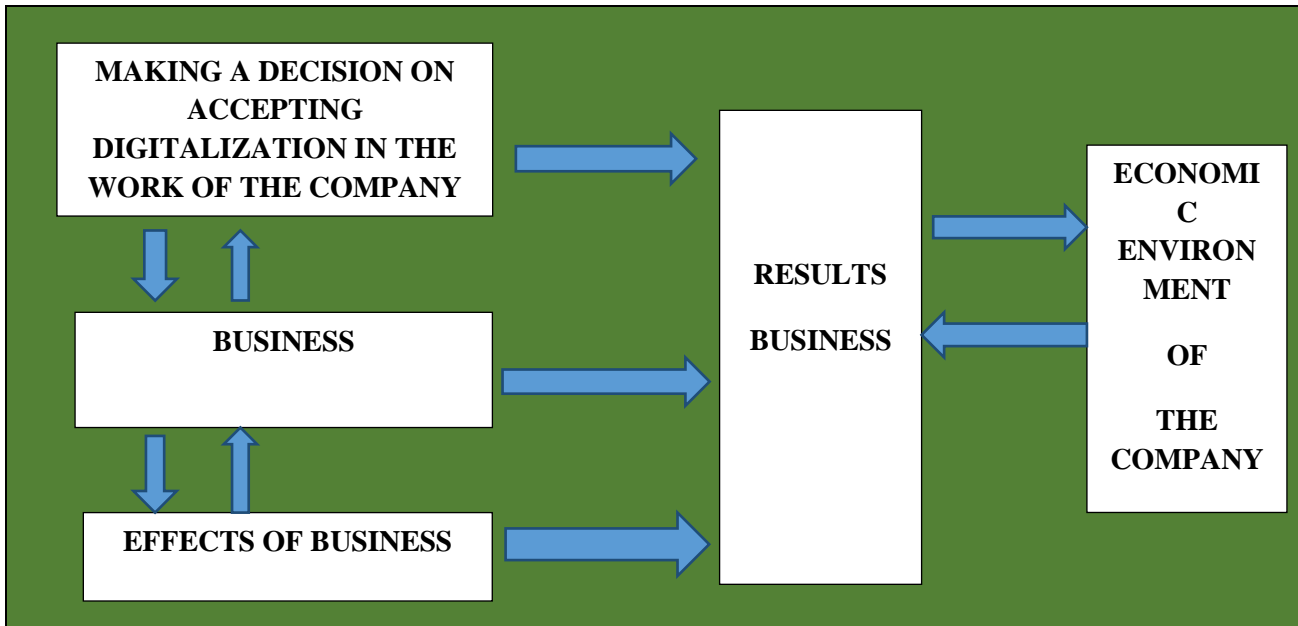 MAKING A DECISION ON
ACCEPTING
DIGITALIZATION IN THE
WORK OF THE COMPANY
BUSINESS
EFFECTS OF BUSINESS
RESULTS
BUSINESS
ECONOMI
C
ENVIRON
MENT
OF
THE
COMPANY